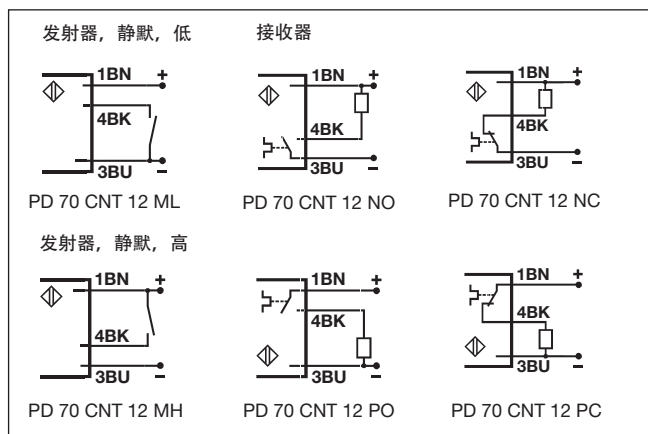 发射器，静默，低
接收器
1BN +
4BK
3BU −
PD 70 CNT 12 ML
1BN +
4BK
3BU −
PD 70 CNT 12 NO
1BN +
4BK
3BU −
PD 70 CNT 12 NC
发射器，静默，高
1BN +
4BK
3BU −
PD 70 CNT 12 MH
1BN +
4BK
3BU −
PD 70 CNT 12 PO
1BN +
4BK
3BU −
PD 70 CNT 12 PC